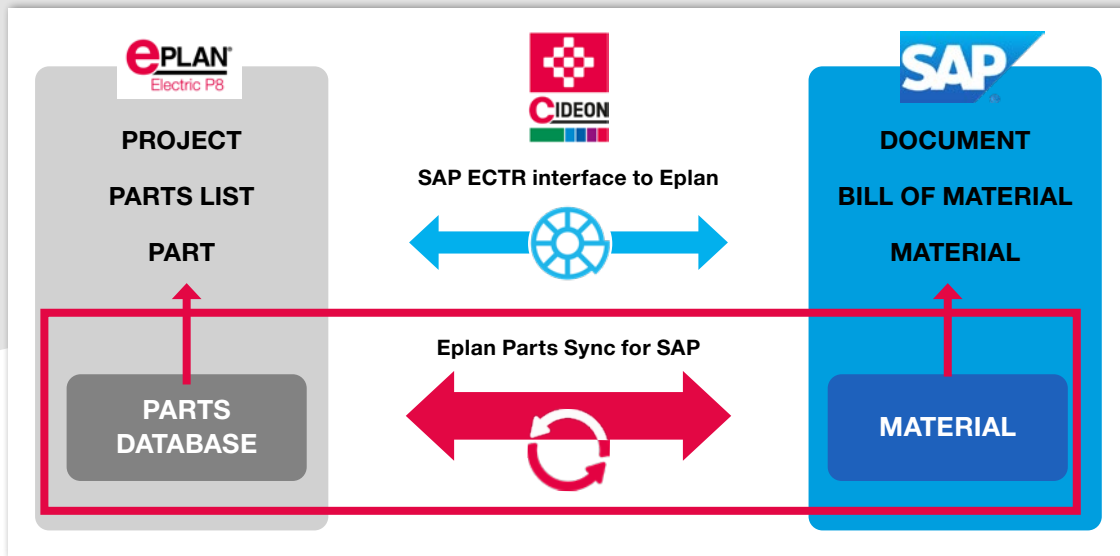 ePLAN®
Electric P8
PROJECT
PARTS LIST
PART
PARTS
DATABASE
CIDEON
SAP ECTR interface to Eplan
Eplan Parts Sync for SAP
SAP
DOCUMENT
BILL OF MATERIAL
MATERIAL
MATERIAL